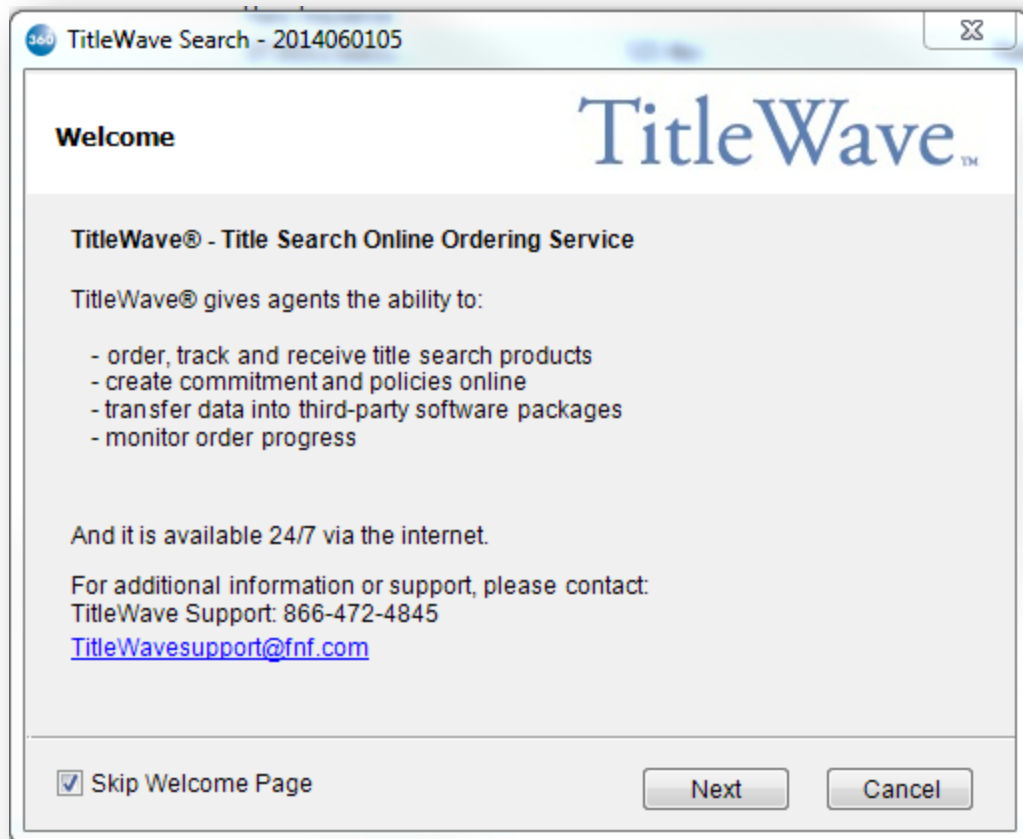 360 TitleWave Search - 2014060105
Welcome
TitleWave™
TitleWave® - Title Search Online Ordering Service
TitleWave® gives agents the ability to:
- order, track and receive title search products
- create commitment and policies online
- transfer data into third-party software packages
- monitor order progress
And it is available 24/7 via the internet.
For additional information or support, please contact:
TitleWave Support: 866-472-4845
TitleWavesupport@fnf.com
Skip Welcome Page
Next
Cancel